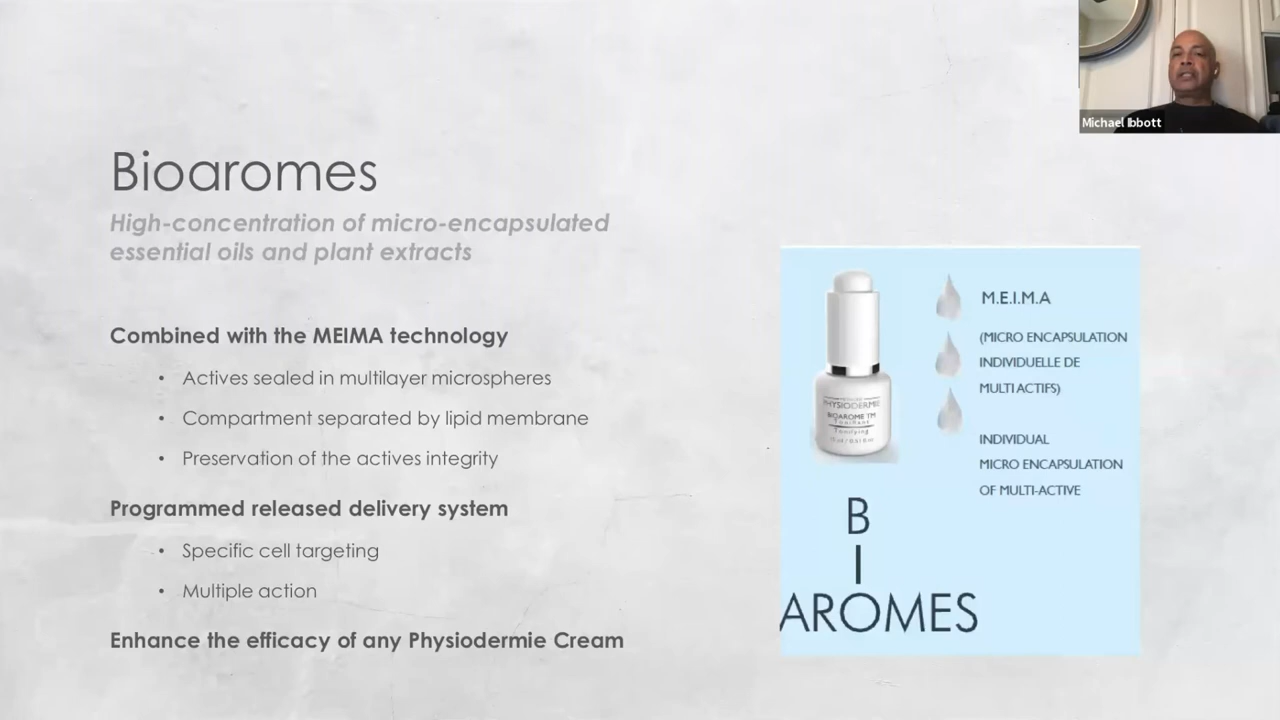 Michael Ibbott
Bioaromes
High-concentration of micro-encapsulated
essential oils and plant extracts
Combined with the MEIMA technology
• Actives sealed in multilayer microspheres
• Compartment separated by lipid membrane
• Preservation of the actives integrity
Programmed released delivery system
• Specific cell targeting
• Multiple action
Enhance the efficacy of any Physiodermie Cream
M.E.I.M.A
(MICRO ENCAPSULATION
INDIVIDUELLE DE
MULTI ACTIFS)
INDIVIDUAL
MICRO ENCAPSULATION
OF MULTI-ACTIVE
PHYSIODERMIE
BIOAROME TM
Tonifiant
Tonifying
B
I
AROMES